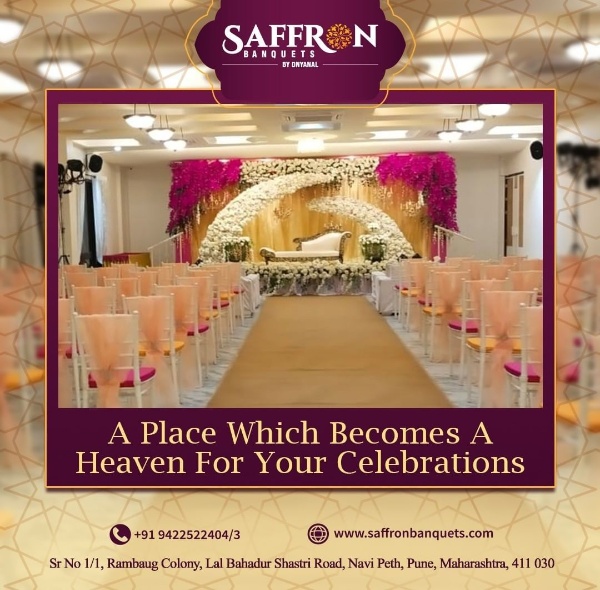 SAFFRON
BANQUETS
BY DNYANAL
A Place Which Becomes A
Heaven For Your Celebrations
+91 9422522404/3
www.saffronbanquets.com
Sr No 1/1, Rambaug Colony, Lal Bahadur Shastri Road, Navi Peth, Pune, Maharashtra, 411 030